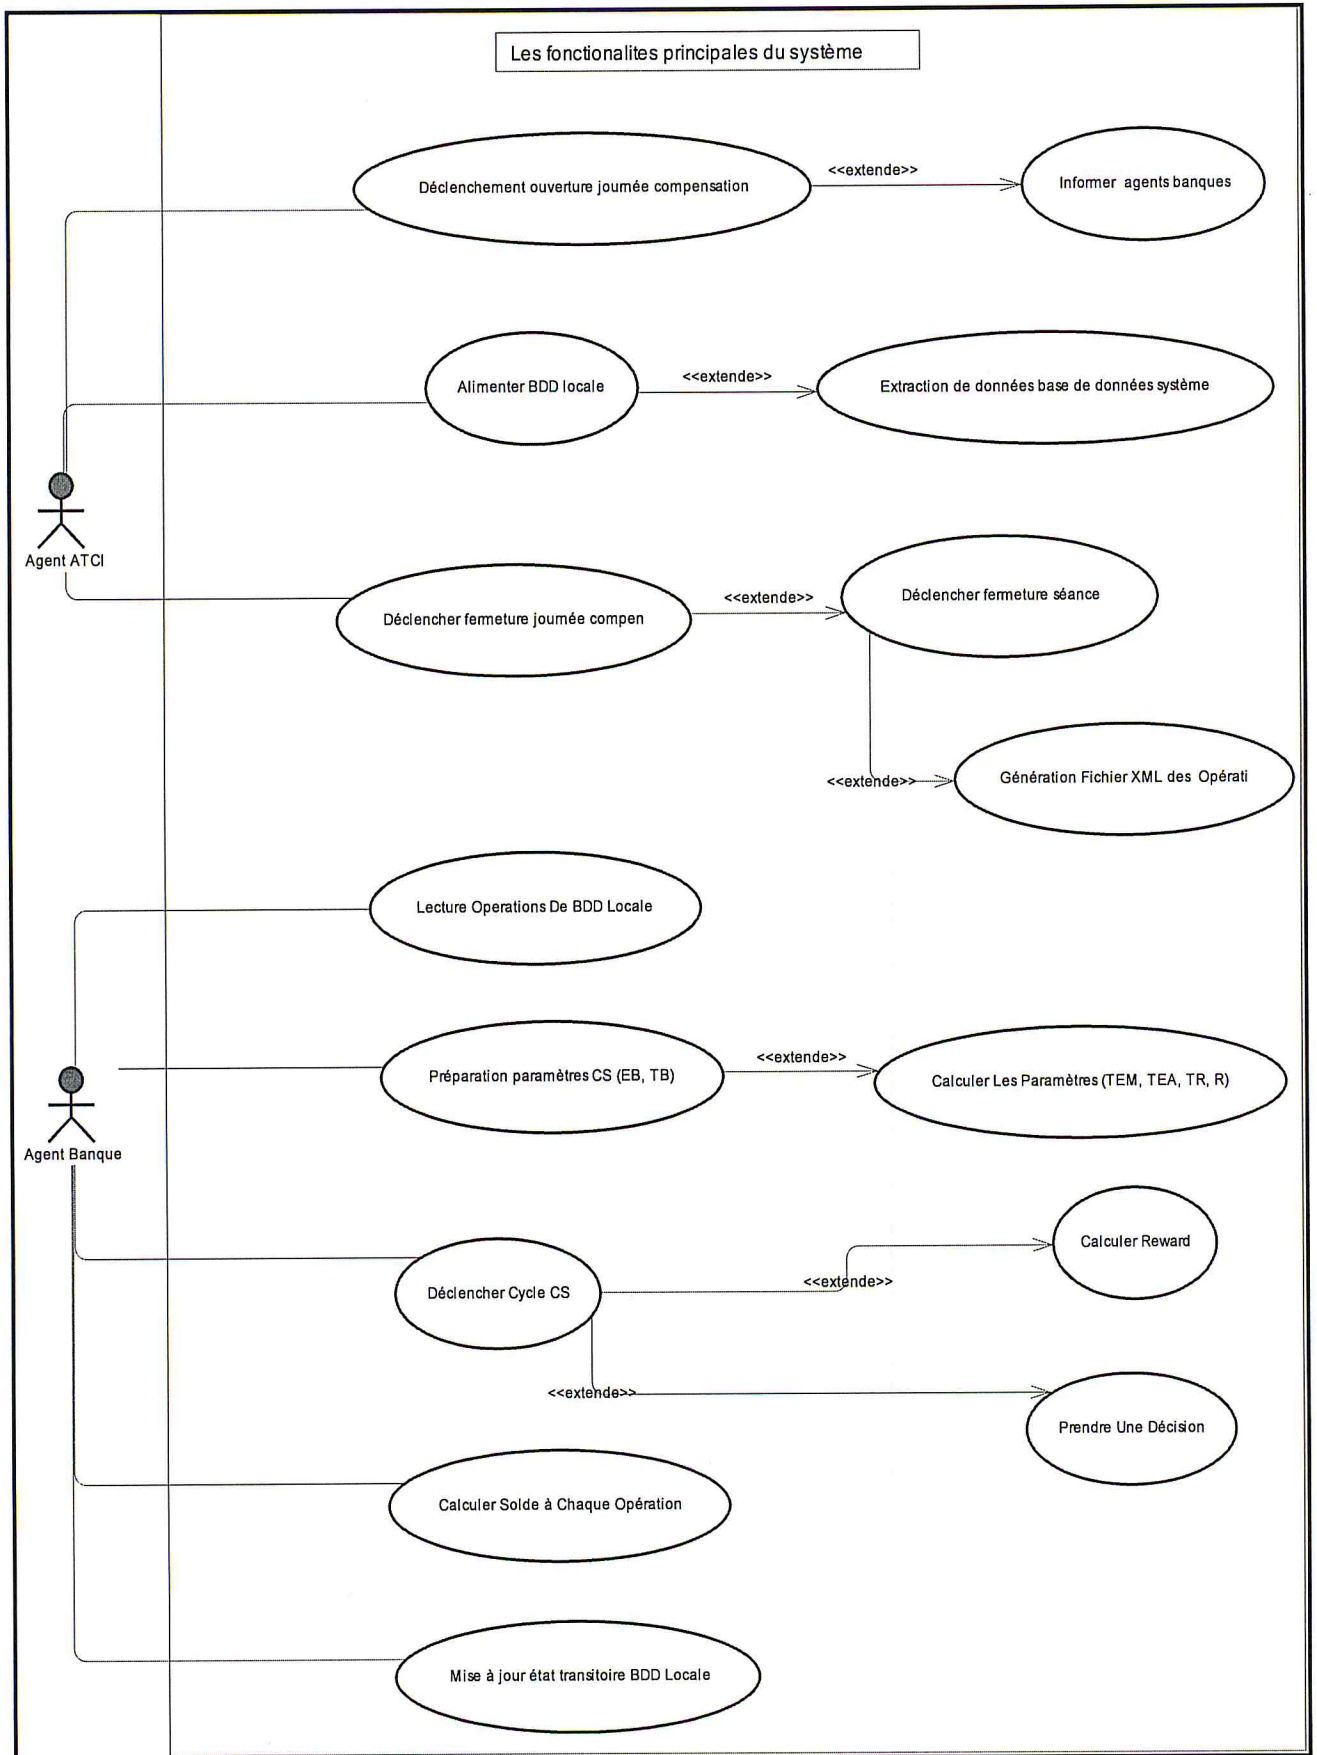 Les fonctionalites principales du système
Déclenchement ouverture journée compensation
<<extende>>
Informer agents banques
Alimenter BDD locale
<<extende>>
Extraction de données base de données système
Agent ATCI
Déclencher fermeture journée compen
<<extende>>
Déclencher fermeture séance
<<extende>>
Génération Fichier XML des Opérati
Lecture Operations De BDD Locale
Agent Banque
Préparation paramètres CS (EB, TB)
<<extende>>
Calculer Les Paramètres (TEM, TEA, TR, R)
Déclencher Cycle CS
<<extende>>
Calculer Reward
<<extende>>
Prendre Une Décision
Calculer Solde à Chaque Opération
Mise à jour état transitoire BDD Locale